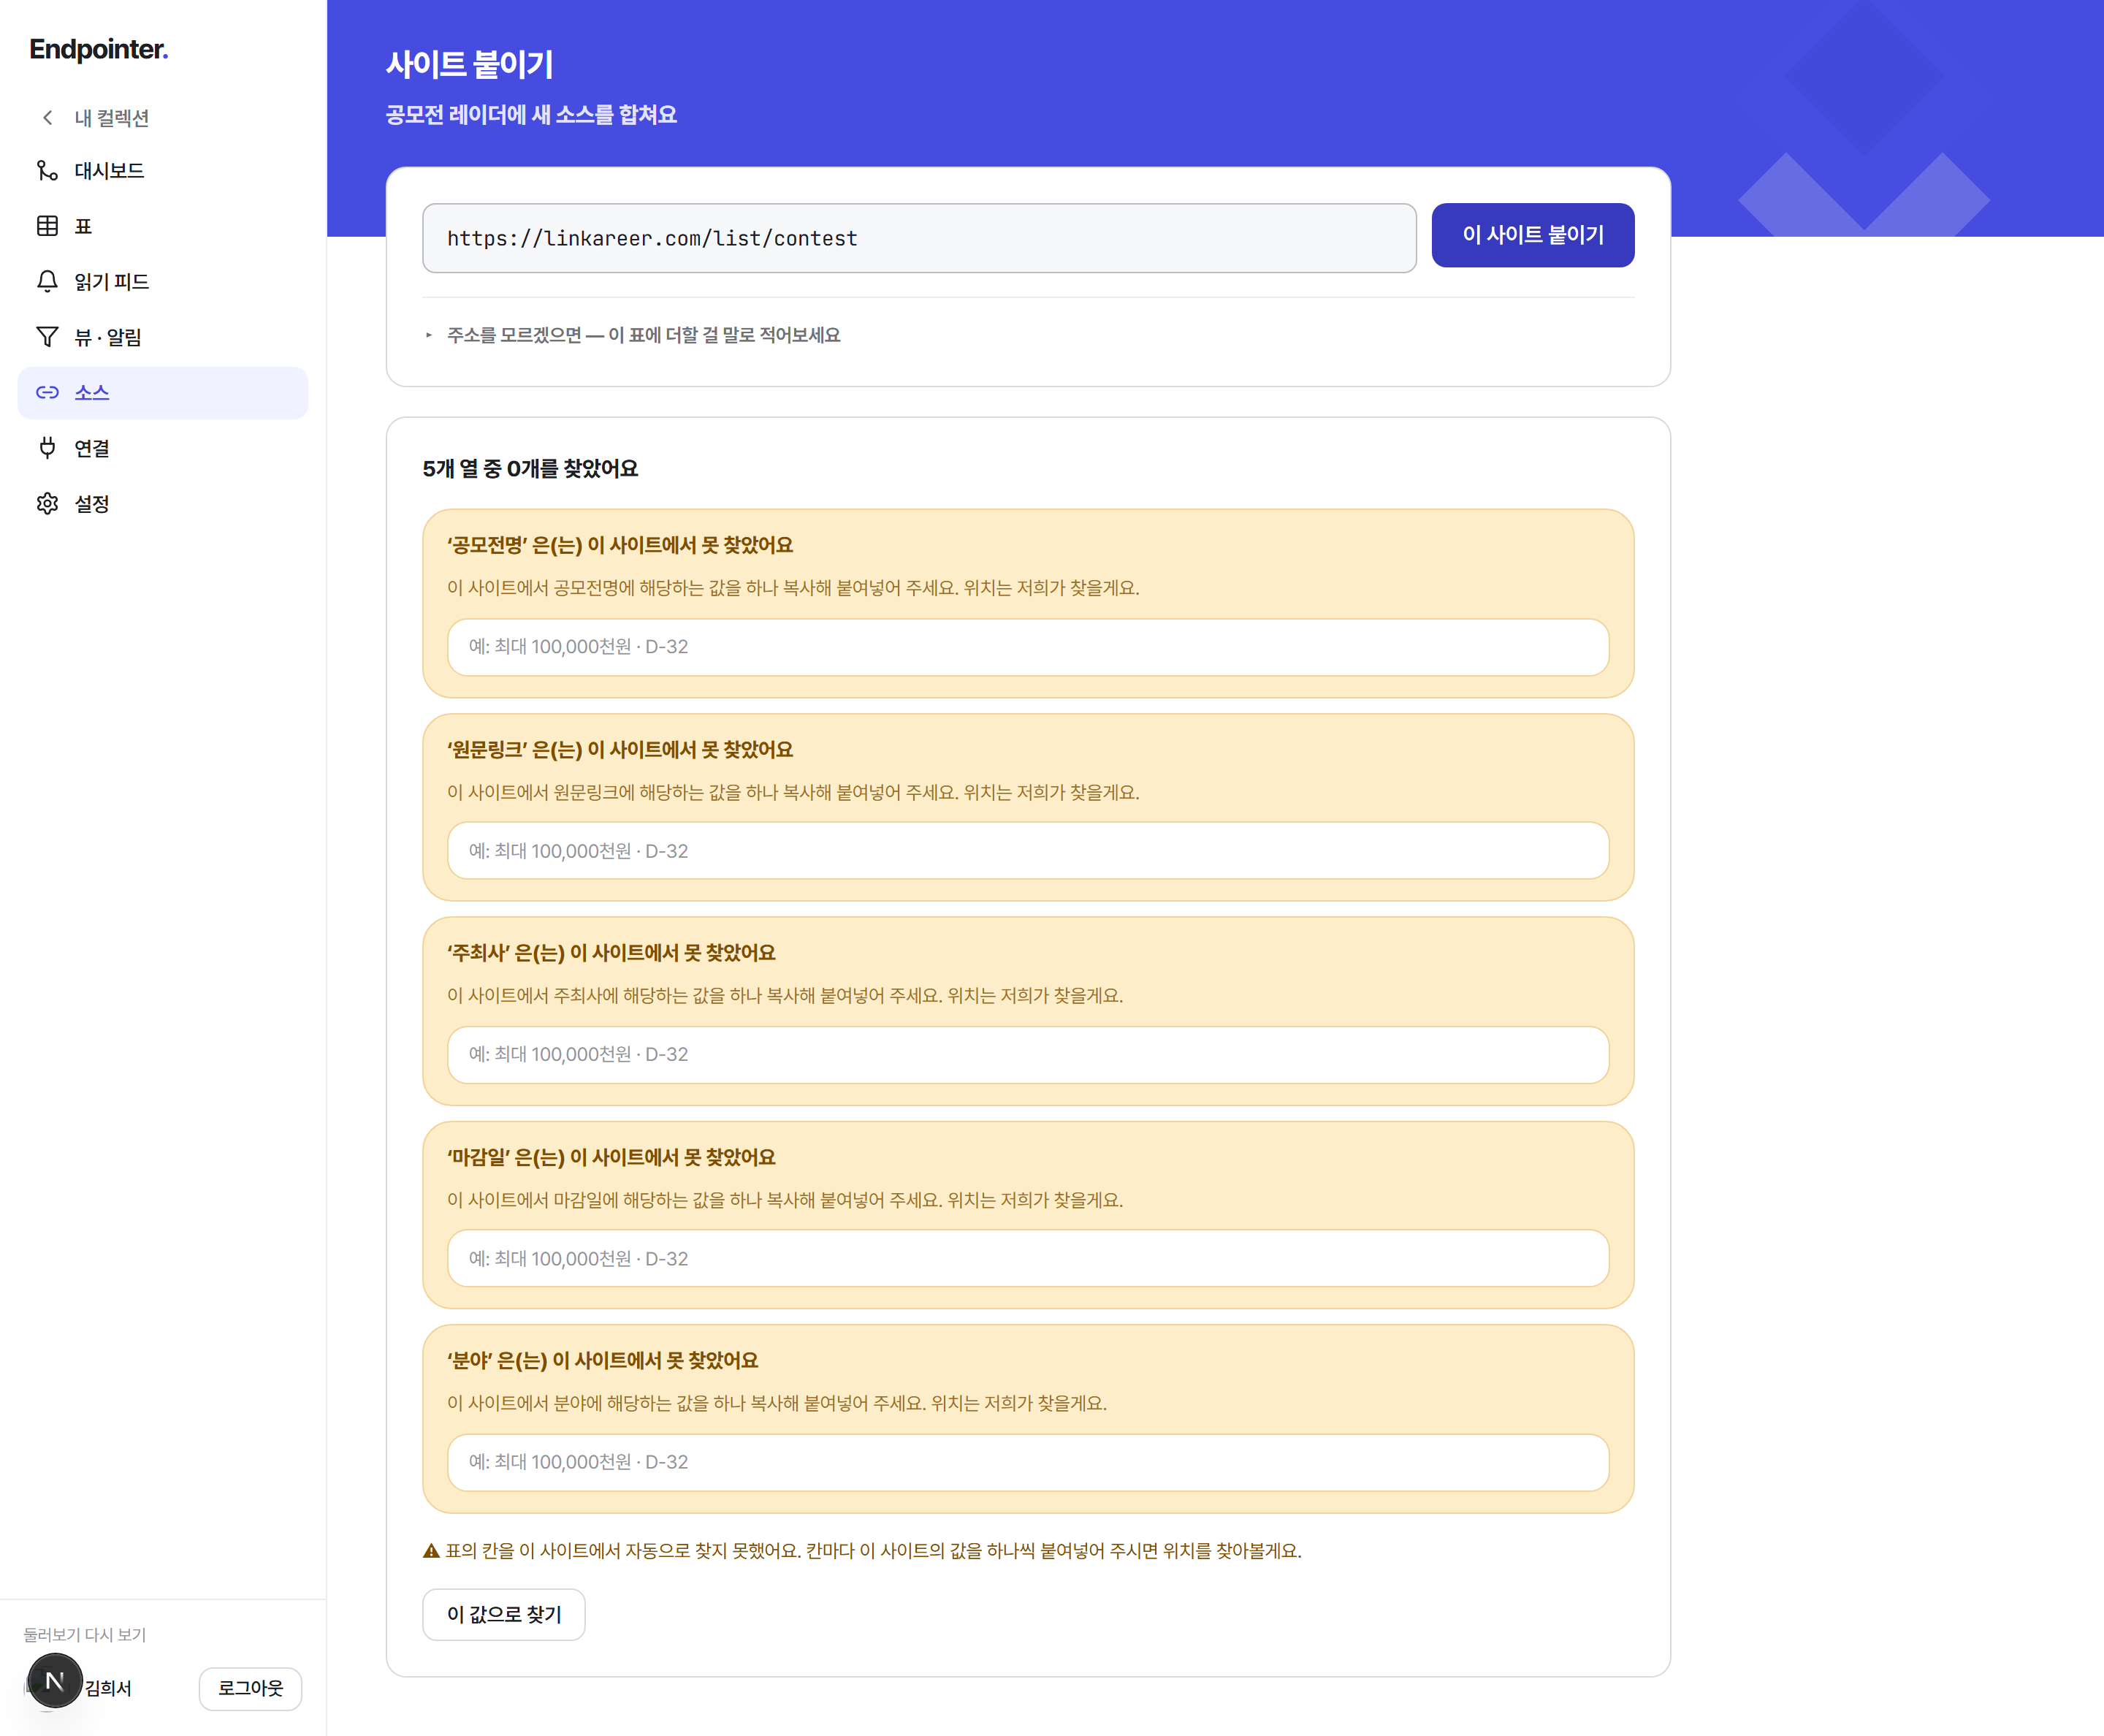 Endpointer.
내 컬렉션
대시보드
표
읽기 피드
뷰 · 알림
소스
연결
설정
둘러보기 다시 보기
N
김희서
로그아웃
사이트 붙이기
공모전 레이더에 새 소스를 합쳐요
https://linkareer.com/list/contest
이 사이트 붙이기
주소를 모르겠으면 — 이 표에 더할 걸 말로 적어보세요
5개 열 중 0개를 찾았어요
‘공모전명’ 은(는) 이 사이트에서 못 찾았어요
이 사이트에서 공모전명에 해당하는 값을 하나 복사해 붙여넣어 주세요. 위치는 저희가 찾을게요.
예: 최대 100,000천원 · D-32
‘원문링크’ 은(는) 이 사이트에서 못 찾았어요
이 사이트에서 원문링크에 해당하는 값을 하나 복사해 붙여넣어 주세요. 위치는 저희가 찾을게요.
예: 최대 100,000천원 · D-32
‘주최사’ 은(는) 이 사이트에서 못 찾았어요
이 사이트에서 주최사에 해당하는 값을 하나 복사해 붙여넣어 주세요. 위치는 저희가 찾을게요.
예: 최대 100,000천원 · D-32
‘마감일’ 은(는) 이 사이트에서 못 찾았어요
이 사이트에서 마감일에 해당하는 값을 하나 복사해 붙여넣어 주세요. 위치는 저희가 찾을게요.
예: 최대 100,000천원 · D-32
‘분야’ 은(는) 이 사이트에서 못 찾았어요
이 사이트에서 분야에 해당하는 값을 하나 복사해 붙여넣어 주세요. 위치는 저희가 찾을게요.
예: 최대 100,000천원 · D-32
표의 칸을 이 사이트에서 자동으로 찾지 못했어요. 칸마다 이 사이트의 값을 하나씩 붙여넣어 주시면 위치를 찾아볼게요.
이 값으로 찾기